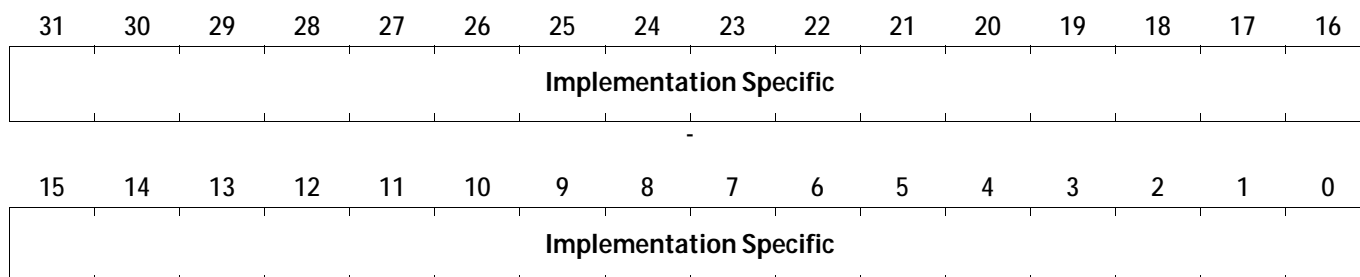 31 30 29 28 27 26 25 24 23 22 21 20 19 18 17 16
Implementation Specific
-
15 14 13 12 11 10 9 8 7 6 5 4 3 2 1 0
Implementation Specific